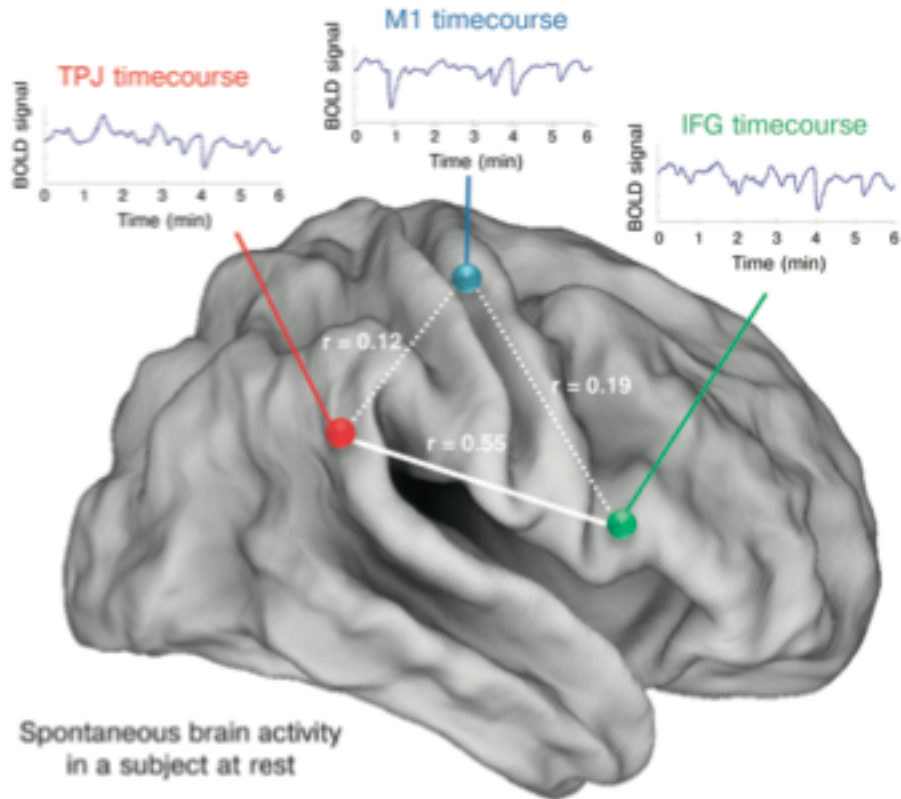 M1 timecourse
BOLD signal
0 1 2 3 4 5 6
Time (min)
TPJ timecourse
BOLD signal
0 1 2 3 4 5 6
Time (min)
IFG timecourse
BOLD signal
0 1 2 3 4 5 6
Time (min)
r = 0.12
r = 0.19
r = 0.55
Spontaneous brain activity
in a subject at rest